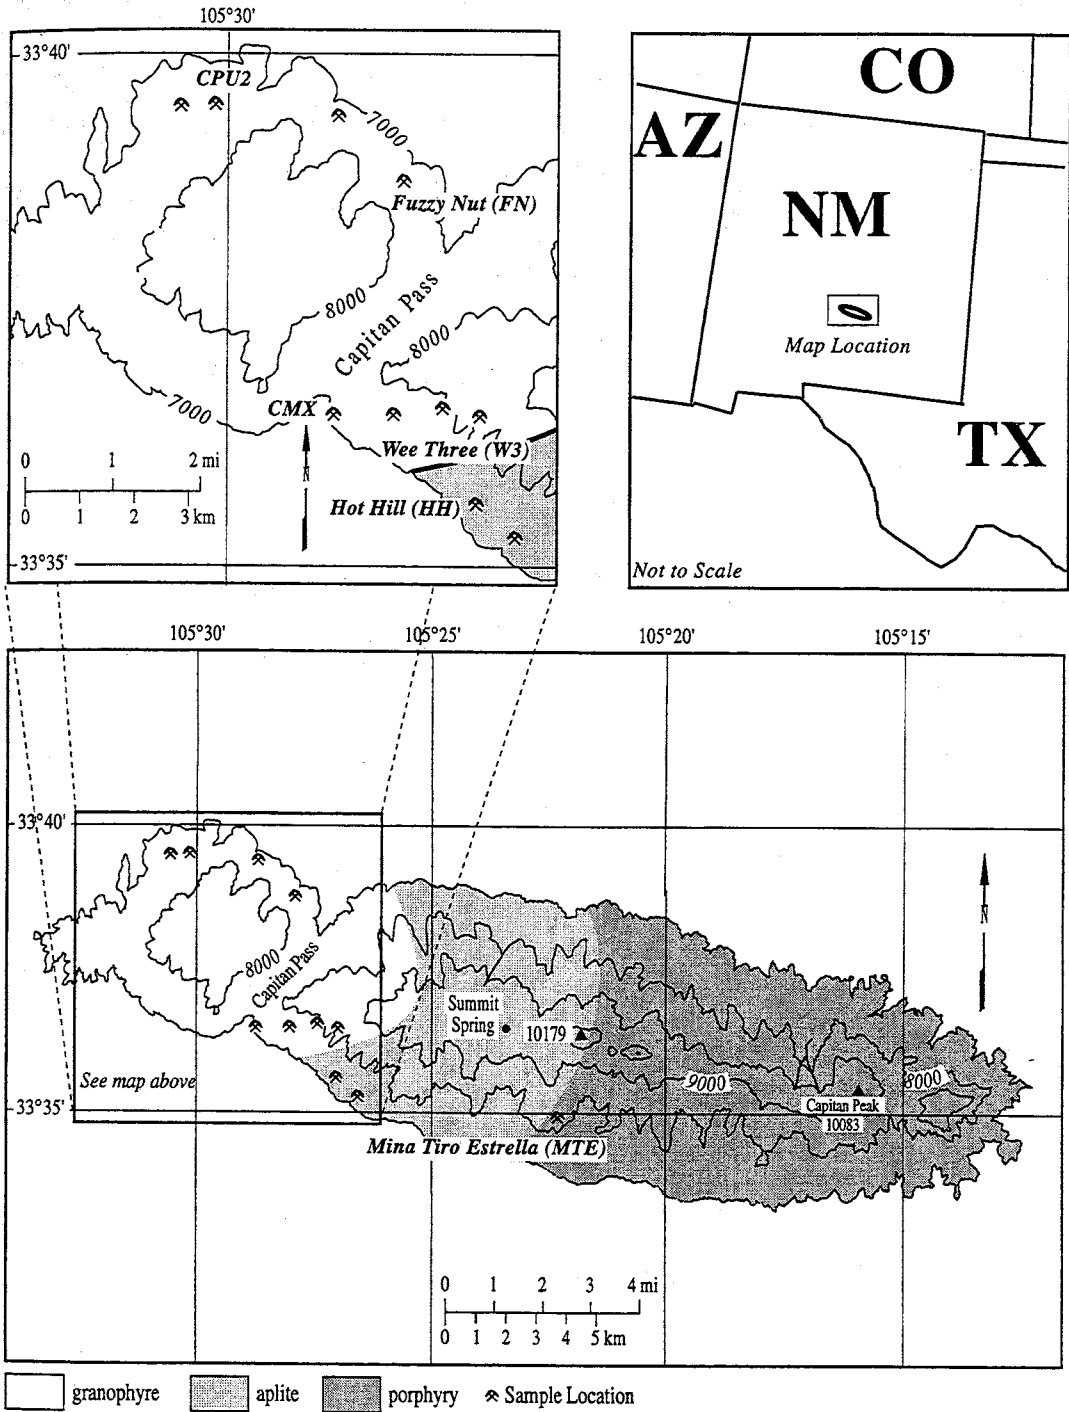 105°30'
33°40'
CPU2
7000
Fuzzy Nut (FN)
8000
Capitan Pass
8000
7000
CMX
Wee Three (W3)
0 1 2 mi
N
0 1 2 3 km
Hot Hill (HH)
33°35'
CO
AZ
NM
Map Location
TX
Not to Scale
105°30' 105°25' 105°20' 105°15'
33°40'
N
8000
Capitan Pass
Summit
Spring
10179
See map above
9000
8000
Capitan Peak
10083
33°35'
Mina Tiro Estrella (MTE)
0 1 2 3 4 mi
0 1 2 3 4 5 km
granophyre aplite porphyry Sample Location